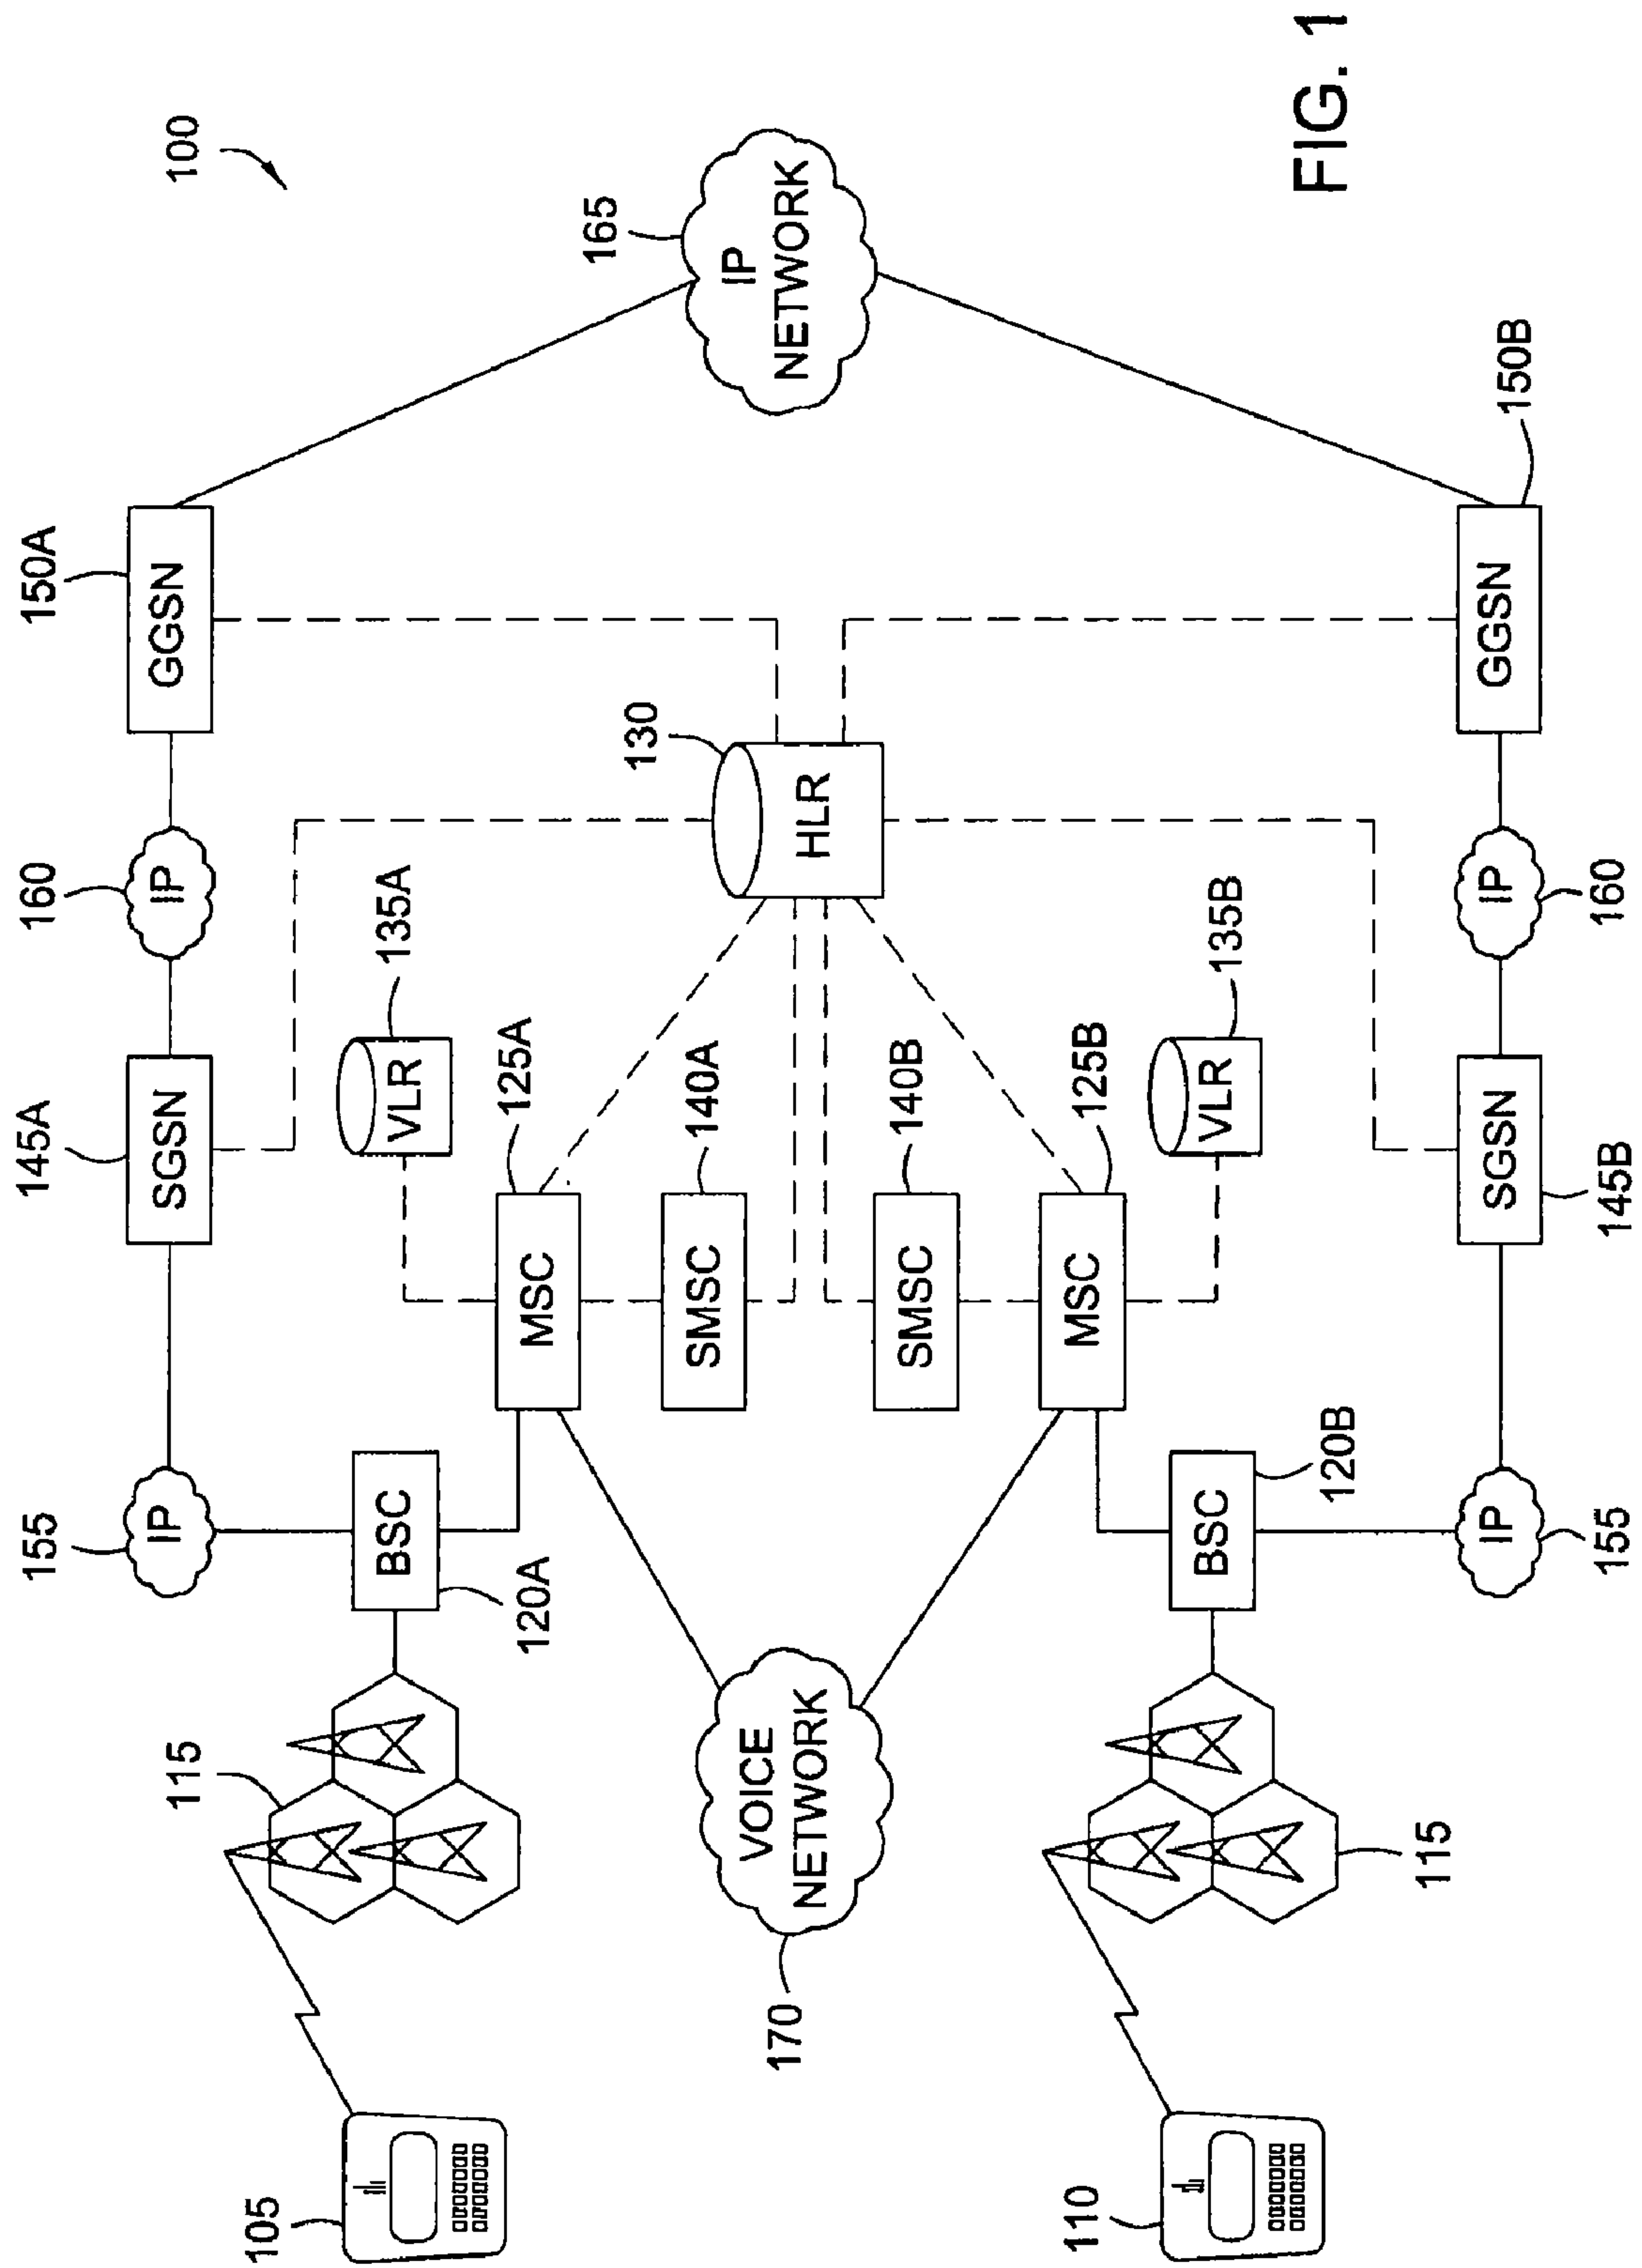 100
150A
GGSN
160
IP
145A
SGSN
155
IP
165
IP
NETWORK
130
HLR
135A
VLR
125A
MSC
140A
SMSC
120A
BSC
115
105
170
VOICE
NETWORK
140B
SMSC
125B
MSC
135B
VLR
120B
BSC
115
110
150B
GGSN
160
IP
145B
SGSN
155
IP
FIG. 1